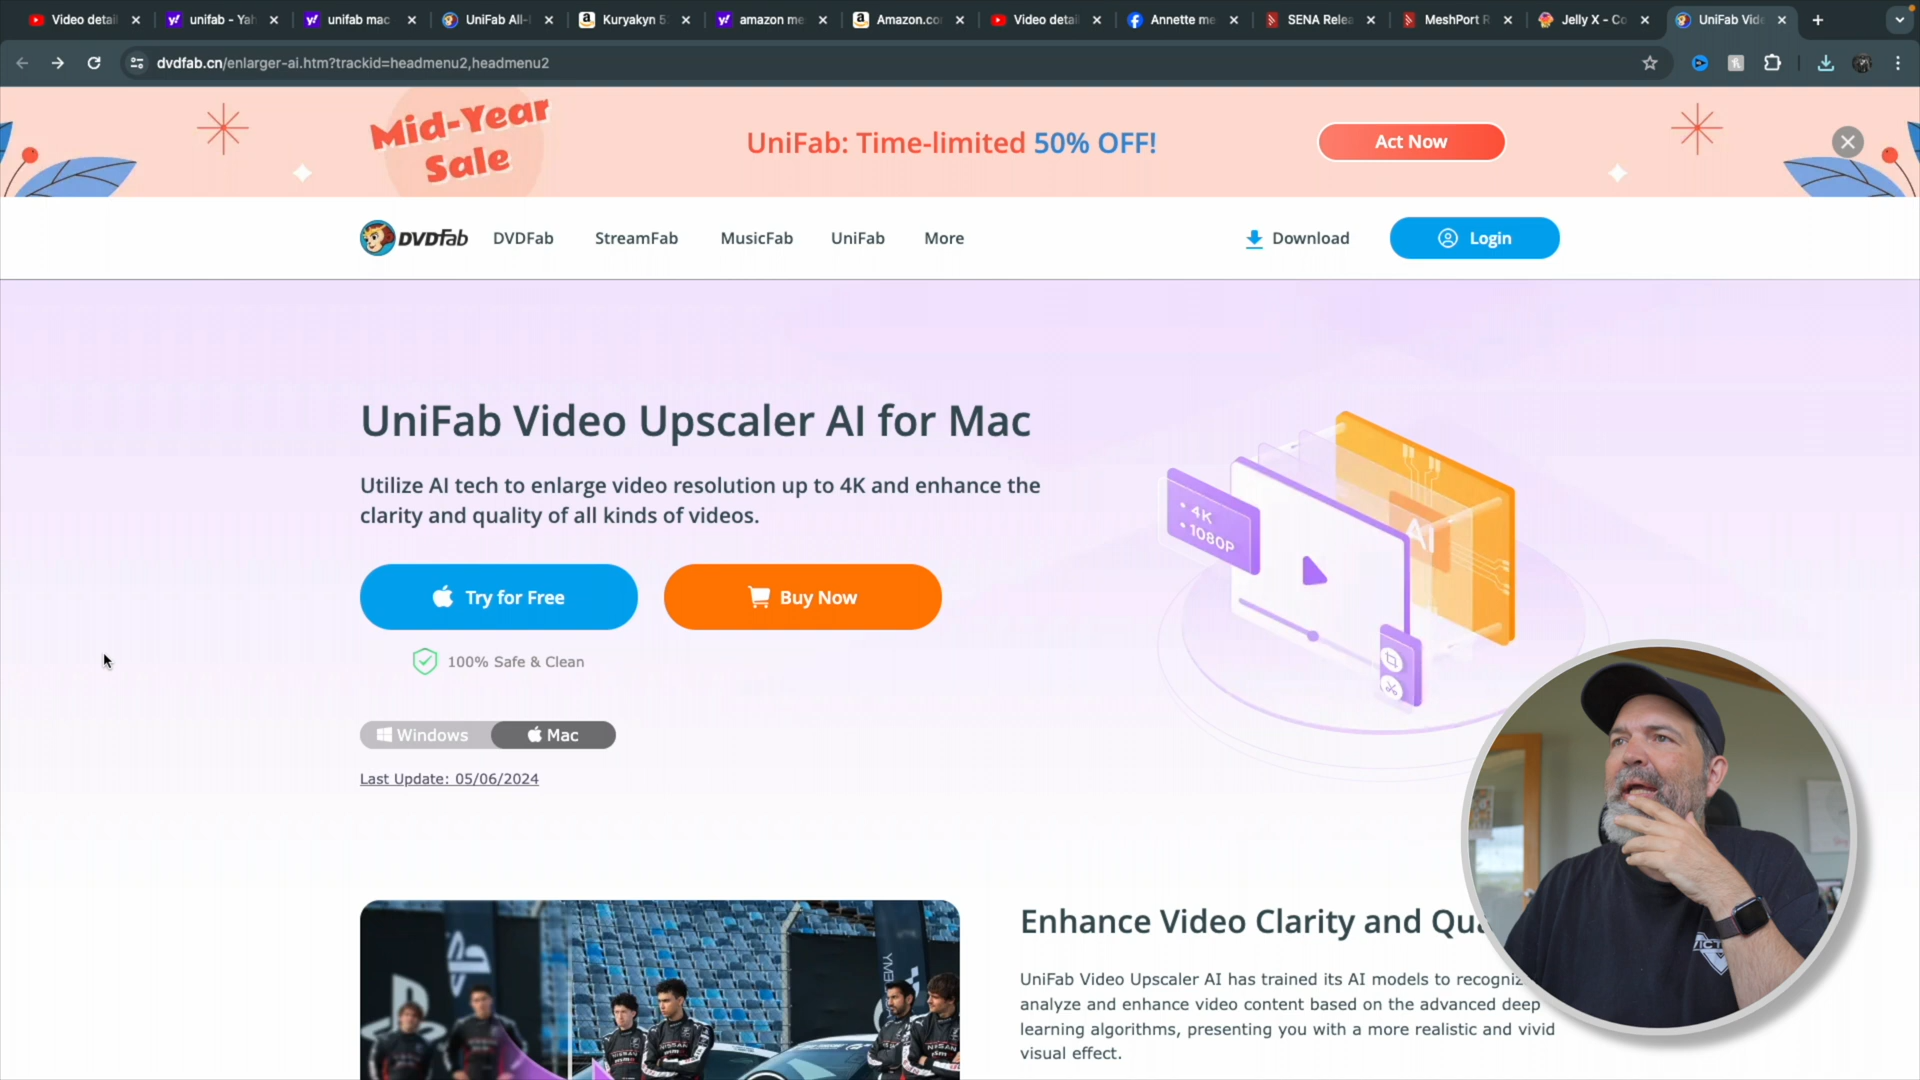 Video detail
unifab - Yah
unifab mac
UniFab All-I
Kuryakyn 5
amazon me
Amazon.co
Video detail
Annette me
SENA Relea
MeshPort R
Jelly X - Co
UniFab Vide
dvdfab.cn/enlarger-ai.htm?trackid=headmenu2,headmenu2
Mid-Year
Sale
UniFab: Time-limited 50% OFF!
Act Now
DVDFab
DVDFab
StreamFab
MusicFab
UniFab
More
Download
Login
UniFab Video Upscaler AI for Mac
Utilize AI tech to enlarge video resolution up to 4K and enhance the
clarity and quality of all kinds of videos.
Try for Free
Buy Now
100% Safe & Clean
Windows
Mac
Last Update: 05/06/2024
• 4K
• 1080P
AI
Enhance Video Clarity and Qu
UniFab Video Upscaler AI has trained its AI models to recogniz
analyze and enhance video content based on the advanced deep
learning algorithms, presenting you with a more realistic and vivid
visual effect.